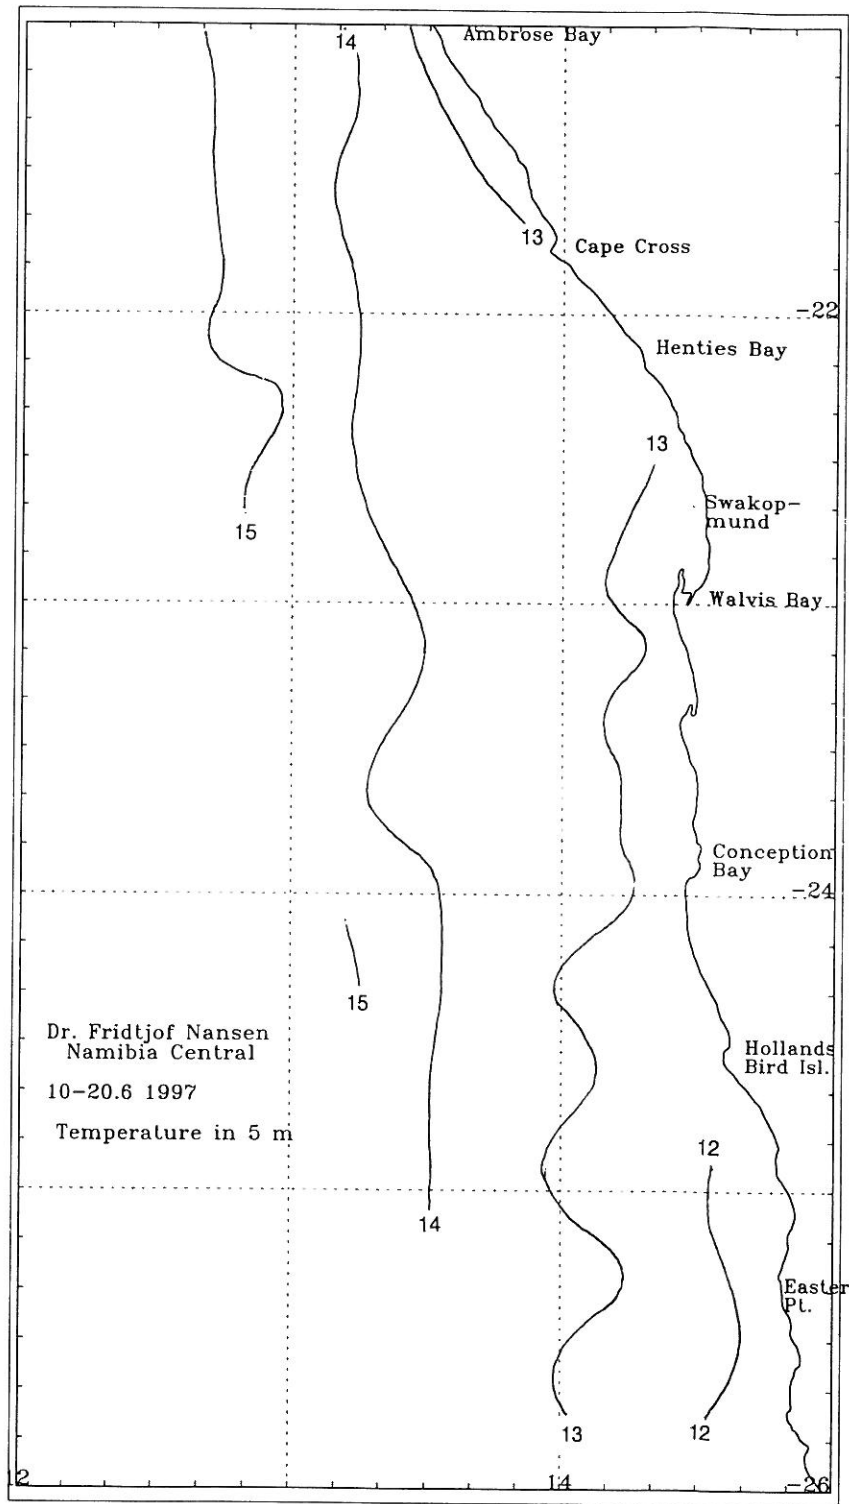 Ambrose Bay
14
13
Cape Cross
-22
Henties Bay
13
Swakop-
mund
15
Walvis Bay
Conception
Bay
-24
15
Dr. Fridtjof Nansen
Namibia Central
10-20.6 1997
Temperature in 5 m
Hollands
Bird Isl.
12
14
Easter
Pt.
13
12
12
14
-26